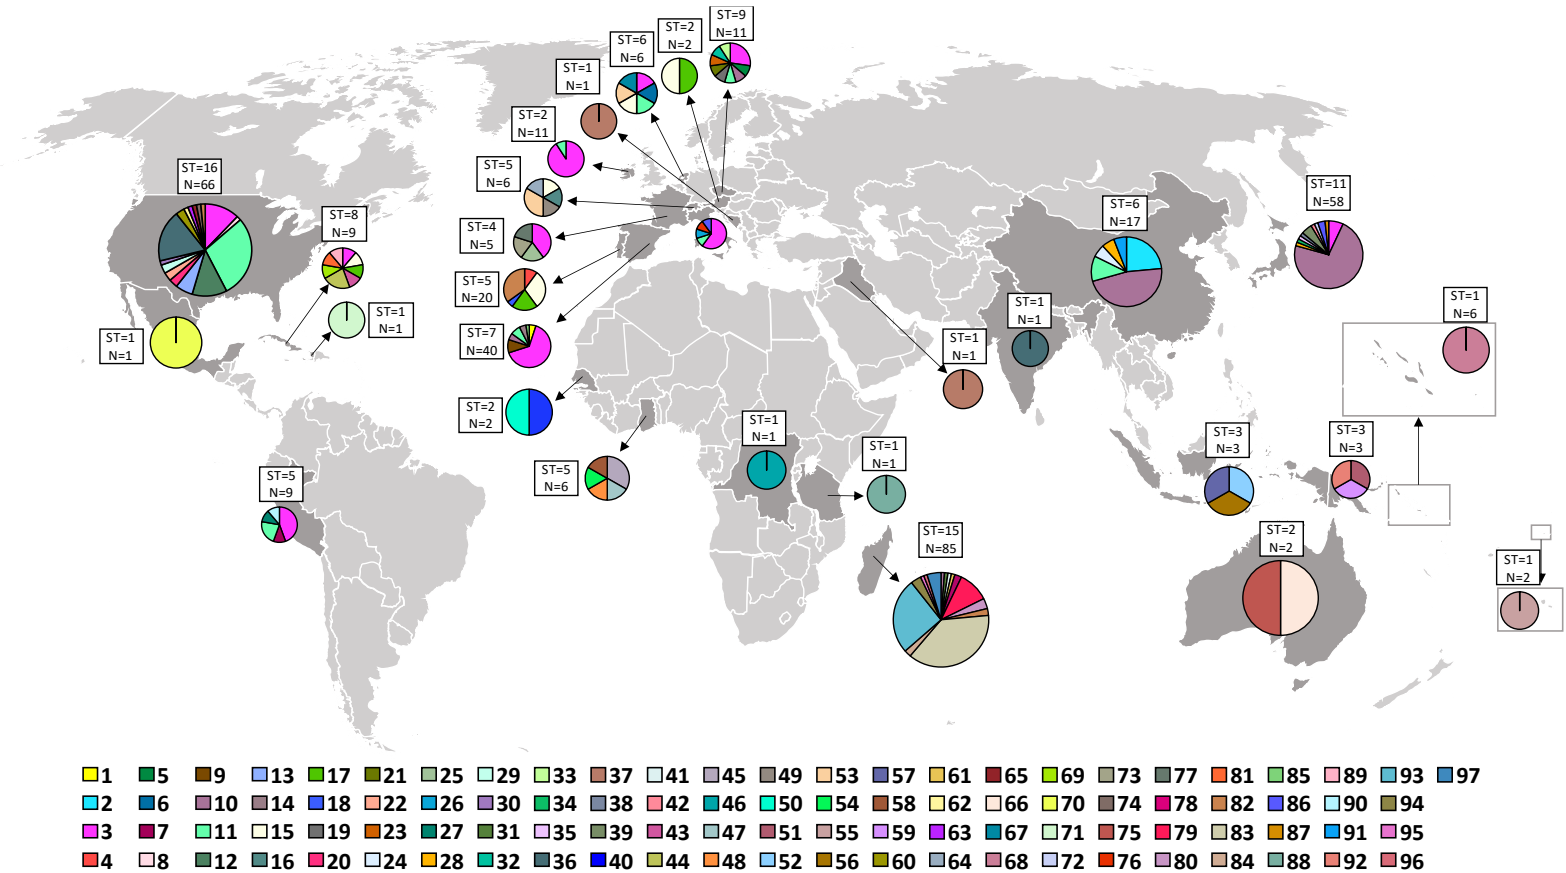 ST=9
N=11
ST=2
N=2
ST=6
N=6
ST=1
N=1
ST=2
N=11
ST=16
N=66
ST=5
N=6
ST=11
N=58
ST=6
N=17
ST=8
N=9
ST=4
N=5
ST=5
N=20
ST=1
N=6
ST=1
N=1
ST=1
N=1
ST=1
N=1
ST=7
N=40
ST=1
N=1
ST=2
N=2
ST=1
N=1
ST=3
N=3
ST=3
N=3
ST=1
N=1
ST=5
N=6
ST=5
N=9
ST=15
N=85
ST=2
N=2
ST=1
N=2
1 5 9 13 17 21 25 29 33 37 41 45 49 53 57 61 65 69 73 77 81 85 89 93 97
2 6 10 14 18 22 26 30 34 38 42 46 50 54 58 62 66 70 74 78 82 86 90 94
3 7 11 15 19 23 27 31 35 39 43 47 51 55 59 63 67 71 75 79 83 87 91 95
4 8 12 16 20 24 28 32 36 40 44 48 52 56 60 64 68 72 76 80 84 88 92 96